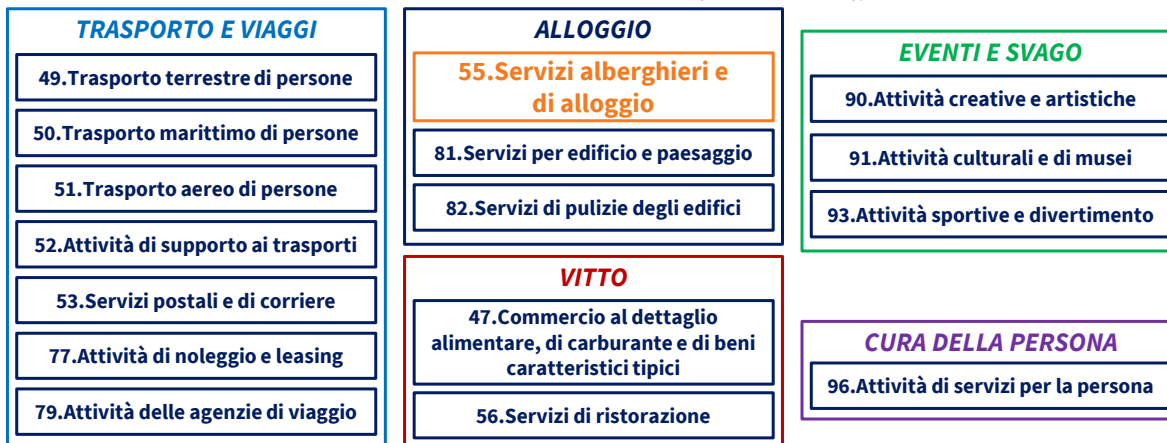 TRASPORTO E VIAGGI
49.Trasporto terrestre di persone
50.Trasporto marittimo di persone
51.Trasporto aereo di persone
52.Attività di supporto ai trasporti
53.Servizi postali e di corriere
77.Attività di noleggio e leasing
79.Attività delle agenzie di viaggio
ALLOGGIO
55.Servizi alberghieri e
di alloggio
81.Servizi per edificio e paesaggio
82.Servizi di pulizie degli edifici
VITTO
47.Commercio al dettaglio
alimentare, di carburante e di beni
caratteristici tipici
56.Servizi di ristorazione
EVENTI E SVAGO
90.Attività creative e artistiche
91.Attività culturali e di musei
93.Attività sportive e divertimento
CURA DELLA PERSONA
96.Attività di servizi per la persona